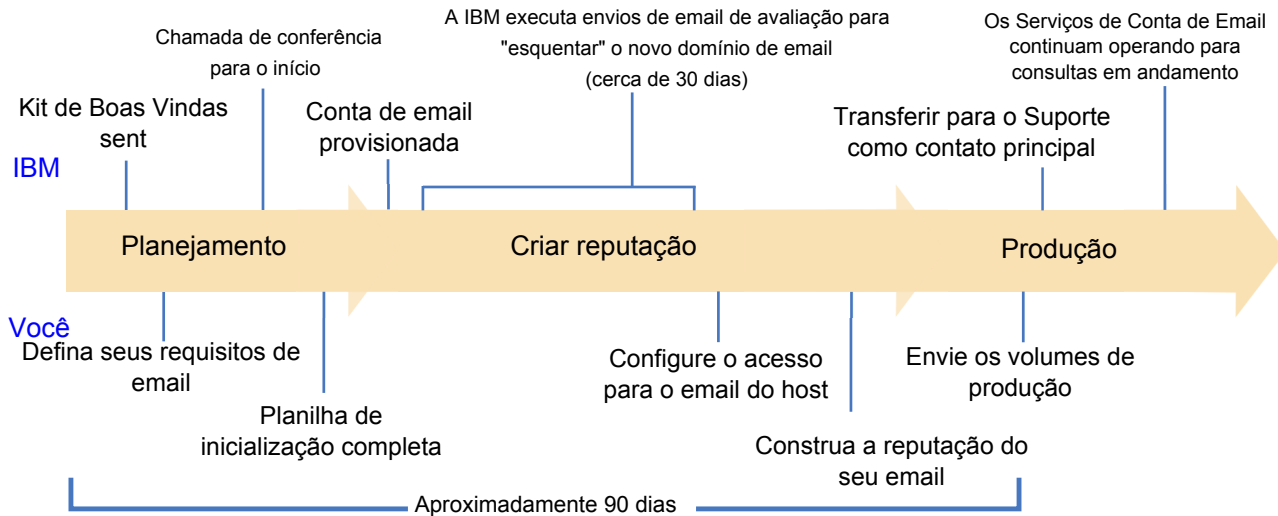 Chamada de conferência
para o início
A IBM executa envios de email de avaliação para
"esquentar" o novo domínio de email
(cerca de 30 dias)
Os Serviços de Conta de Email
continuam operando para
consultas em andamento
Kit de Boas Vindas
sent
Conta de email
provisionada
Transferir para o Suporte
como contato principal
IBM
Planejamento
Criar reputação
Produção
Você
Defina seus requisitos de
email
Planilha de
inicialização completa
Configure o acesso
para o email do host
Construa a reputação do
seu email
Envie os volumes de
produção
Aproximadamente 90 dias